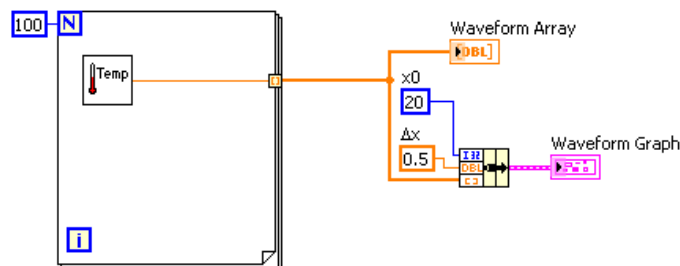 100 N
Temp
i
Waveform Array
DBL]
x0
20
Δx
0.5
I32
DBL
[ ]
Waveform Graph